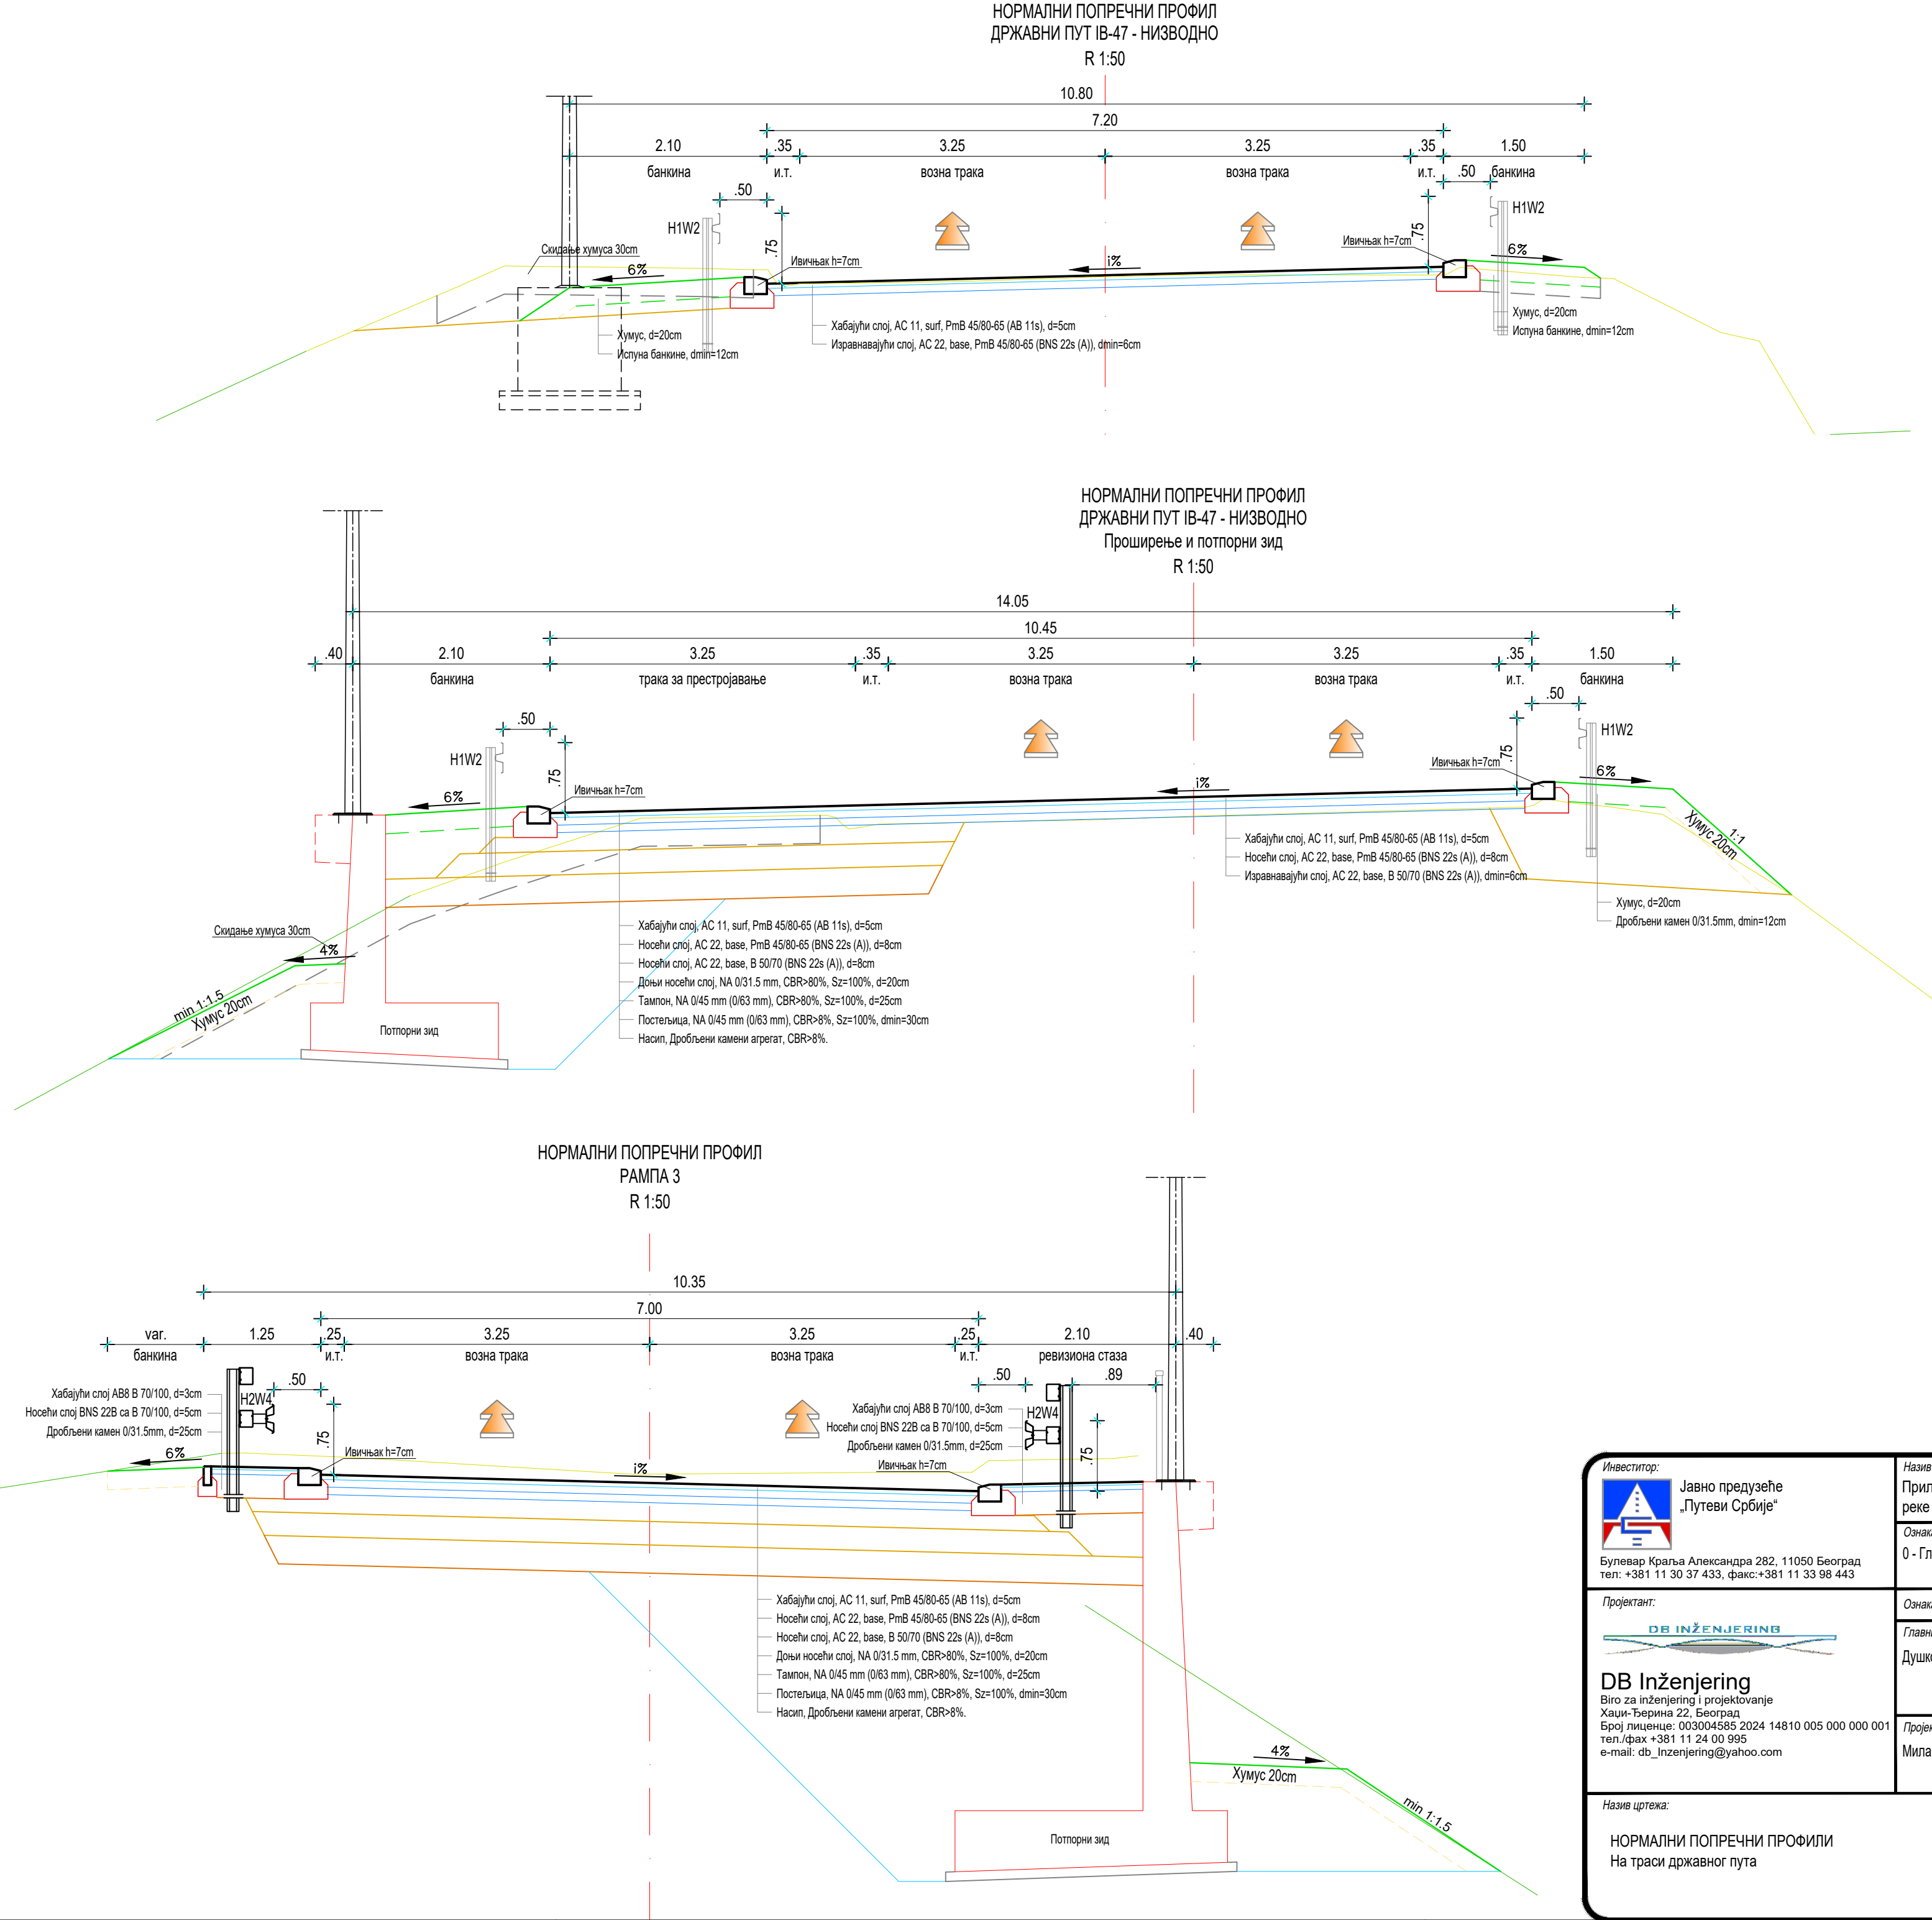 НОРМАЛНИ ПОПРЕЧНИ ПРОФИЛ
ДРЖАВНИ ПУТ IB-47 - НИЗВОДНО
R 1:50
10.80
7.20
2.10 .35 3.25 3.25 .35 1.50
банкина и.т. возна трака возна трака и.т. банкина
.50 .50
H1W2 H1W2
.75 .75
Скидање хумуса 30cm
Ивичњак h=7cm
Ивичњак h=7cm
6% i% 6%
Хумус, d=20cm
Испуна банкине, dmin=12cm
Хабајући слој, AC 11, surf, PmB 45/80-65 (AB 11s), d=5cm
Изравнавајући слој, AC 22, base, PmB 45/80-65 (BNS 22s (A)), dmin=6cm
Хумус, d=20cm
Испуна банкине, dmin=12cm
НОРМАЛНИ ПОПРЕЧНИ ПРОФИЛ
ДРЖАВНИ ПУТ IB-47 - НИЗВОДНО
Проширење и потпорни зид
R 1:50
14.05
10.45
.40 2.10 3.25 .35 3.25 3.25 .35 1.50
банкина трака за престројавање и.т. возна трака возна трака и.т. банкина
.50 .50
H1W2 H1W2
.75 .75
Ивичњак h=7cm
Ивичњак h=7cm
6% i% 6%
1:1
Хумус 20cm
Хабајући слој, AC 11, surf, PmB 45/80-65 (AB 11s), d=5cm
Носећи слој, AC 22, base, PmB 45/80-65 (BNS 22s (A)), d=8cm
Изравнавајући слој, AC 22, base, B 50/70 (BNS 22s (A)), dmin=6cm
Хумус, d=20cm
Дробљени камен 0/31.5mm, dmin=12cm
Скидање хумуса 30cm
4%
min 1:1.5
Хумус 20cm
Потпорни зид
Хабајући слој, AC 11, surf, PmB 45/80-65 (AB 11s), d=5cm
Носећи слој, AC 22, base, PmB 45/80-65 (BNS 22s (A)), d=8cm
Носећи слој, AC 22, base, B 50/70 (BNS 22s (A)), d=8cm
Доњи носећи слој, NA 0/31.5 mm, CBR>80%, Sz=100%, d=20cm
Тампон, NA 0/45 mm (0/63 mm), CBR>80%, Sz=100%, d=25cm
Постељица, NA 0/45 mm (0/63 mm), CBR>8%, Sz=100%, dmin=30cm
Насип, Дробљени камени агрегат, CBR>8%.
НОРМАЛНИ ПОПРЕЧНИ ПРОФИЛ
РАМПА 3
R 1:50
10.35
7.00
var. 1.25 .25 3.25 3.25 .25 2.10 .40
банкина и.т. возна трака возна трака и.т. ревизиона стаза
.50 .50 .89
Хабајући слој AB8 B 70/100, d=3cm
Носећи слој BNS 22B са B 70/100, d=5cm
Дробљени камен 0/31.5mm, d=25cm
H2W4
.75
Хабајући слој AB8 B 70/100, d=3cm
Носећи слој BNS 22B са B 70/100, d=5cm
Дробљени камен 0/31.5mm, d=25cm
H2W4
.75
Ивичњак h=7cm
Ивичњак h=7cm
6% i%
Хабајући слој, AC 11, surf, PmB 45/80-65 (AB 11s), d=5cm
Носећи слој, AC 22, base, PmB 45/80-65 (BNS 22s (A)), d=8cm
Носећи слој, AC 22, base, B 50/70 (BNS 22s (A)), d=8cm
Доњи носећи слој, NA 0/31.5 mm, CBR>80%, Sz=100%, d=20cm
Тампон, NA 0/45 mm (0/63 mm), CBR>80%, Sz=100%, d=25cm
Постељица, NA 0/45 mm (0/63 mm), CBR>8%, Sz=100%, dmin=30cm
Насип, Дробљени камени агрегат, CBR>8%.
4%
Хумус 20cm
min 1:1.5
Потпорни зид
Инвеститор:
Јавно предузеће
„Путеви Србије“
Булевар Краља Александра 282, 11050 Београд
тел: +381 11 30 37 433, факс:+381 11 33 98 443
Назив
реке
0 - Гл
Пројектант:
DB INŽENJERING
DB Inženjering
Biro za inženjering i projektovanje
Хаџи-Ђерина 22, Београд
Број лиценце: 003004585 2024 14810 005 000 000 001
тел./фах +381 11 24 00 995
e-mail: db_Inzenjering@yahoo.com
Назив цртежа:
НОРМАЛНИ ПОПРЕЧНИ ПРОФИЛИ
На траси државног пута